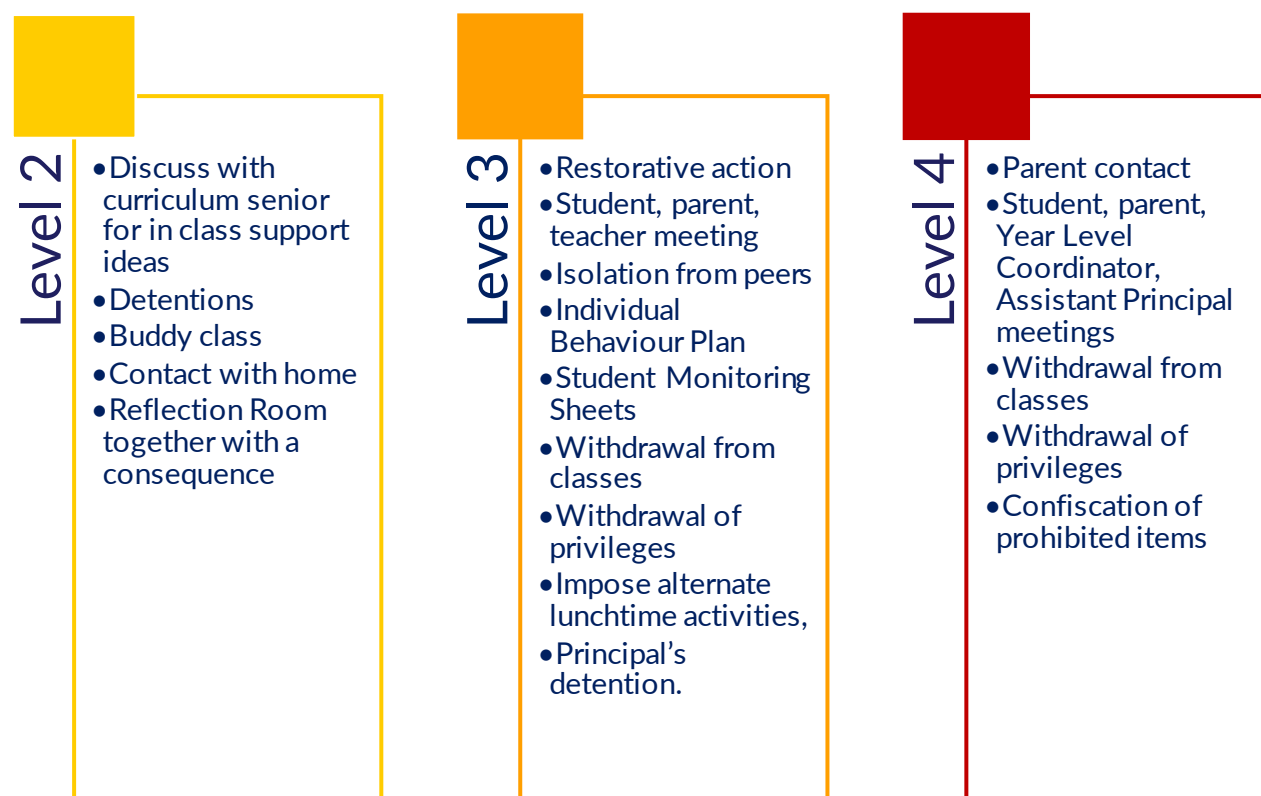 Level 2
•Discuss with
curriculum senior
for in class support
ideas
•Detentions
•Buddy class
•Contact with home
•Reflection Room
together with a
consequence
Level 3
•Restorative action
•Student, parent,
teacher meeting
•Isolation from peers
•Individual
Behaviour Plan
•Student Monitoring
Sheets
•Withdrawal from
classes
•Withdrawal of
privileges
•Impose alternate
lunchtime activities,
•Principal’s
detention.
Level 4
•Parent contact
•Student, parent,
Year Level
Coordinator,
Assistant Principal
meetings
•Withdrawal from
classes
•Withdrawal of
privileges
•Confiscation of
prohibited items